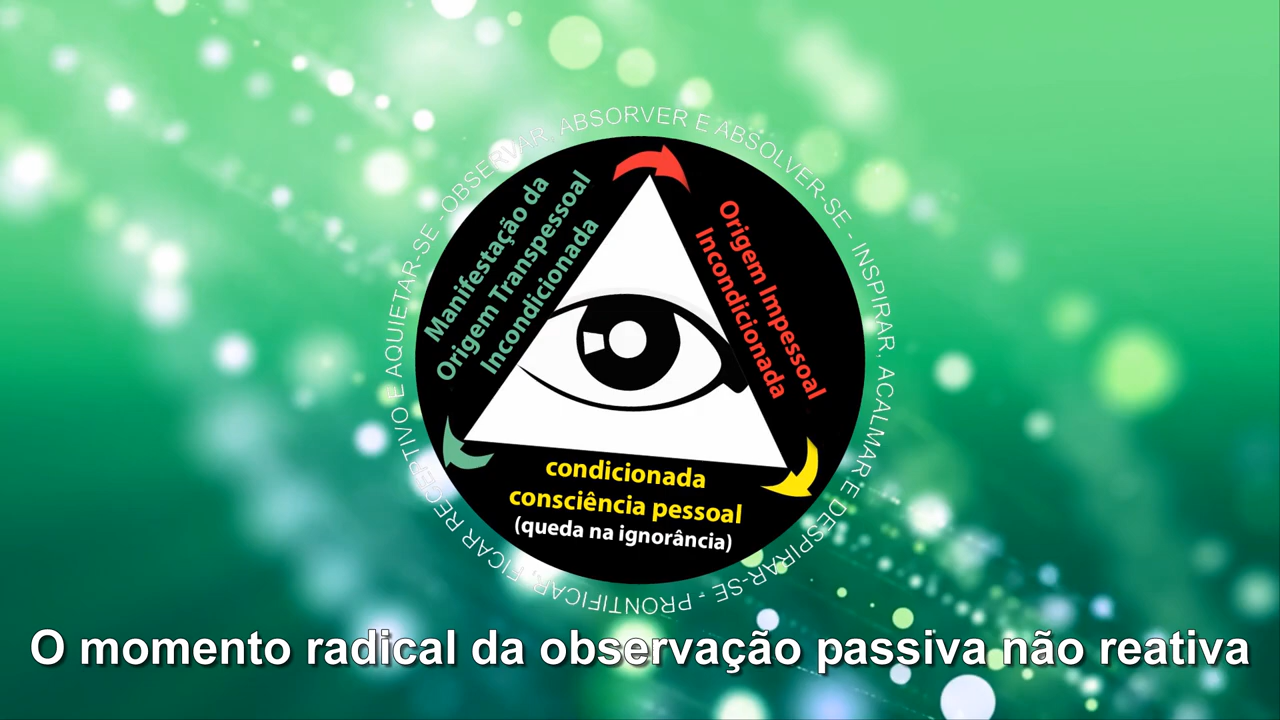 OBSERVAR, ABSORVER E ABSOLVER-SE - INSPIRAR, ACALMAR E DESPIRAR-SE - PRONTIFICAR, FICAR RECEPTIVO E AQUIETAR-SE -
Manifestação da
Origem Transpessoal
Incondicionada
Origem Impessoal
Incondicionada
condicionada
consciência pessoal
(queda na ignorância)
O momento radical da observação passiva não reativa